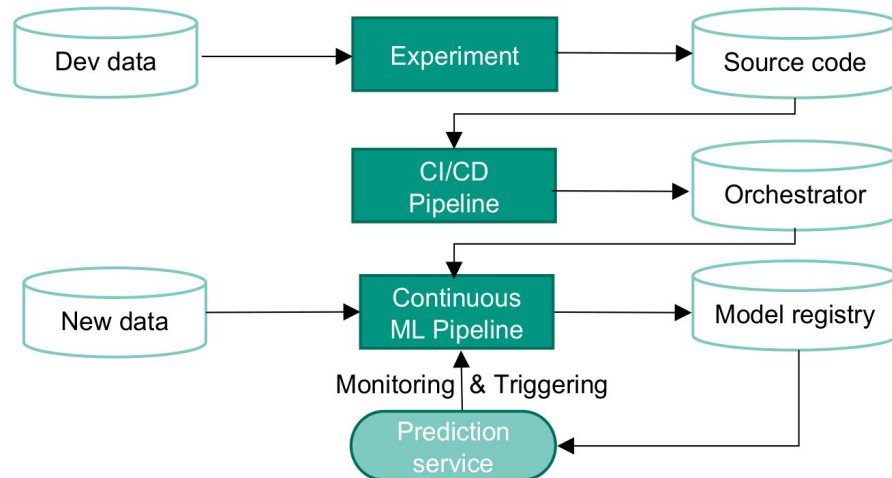 Dev data
Experiment
Source code
CI/CD
Pipeline
Orchestrator
New data
Continuous
ML Pipeline
Model registry
Monitoring & Triggering
Prediction
service